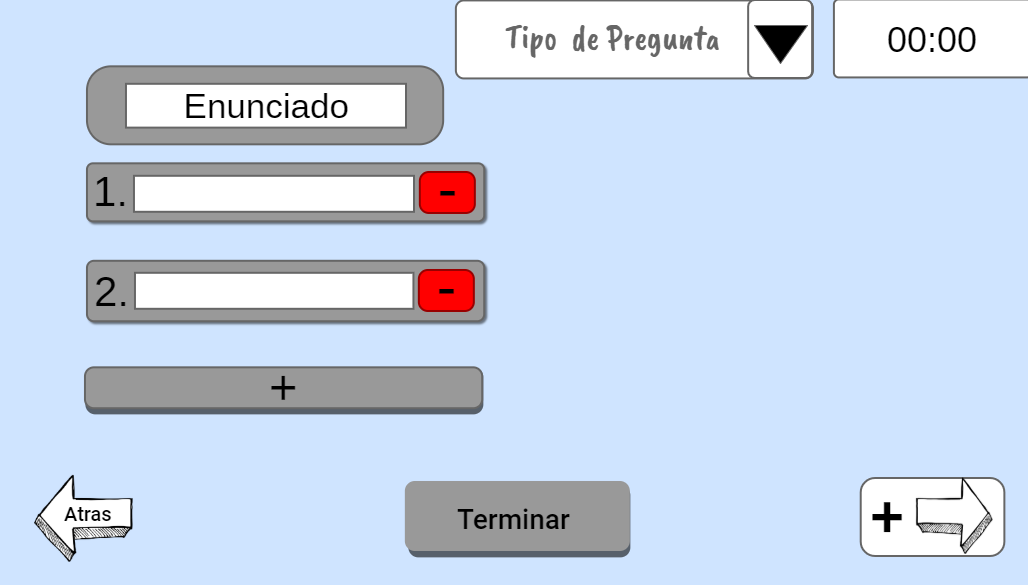 Tipo de Pregunta
00:00
Enunciado
1. -
2. -
+
Atras
Terminar
+